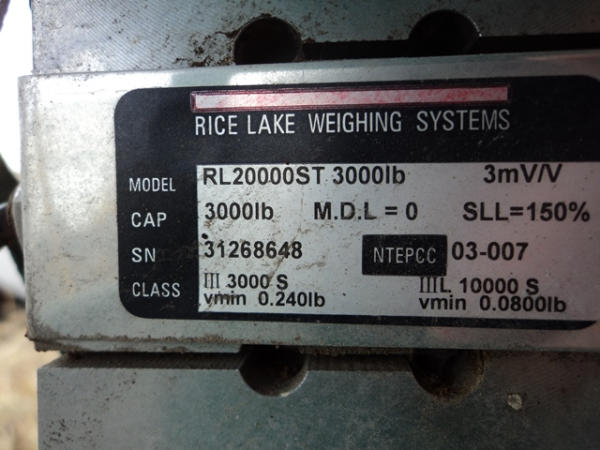 RICE LAKE WEIGHING SYSTEMS
MODEL RL20000ST 3000lb 3mV/V
CAP 3000lb M.D.L = 0 SLL=150%
SN 31268648 NTEPCC 03-007
CLASS III 3000 S IIIL 10000 S
vmin 0.240lb vmin 0.0800lb